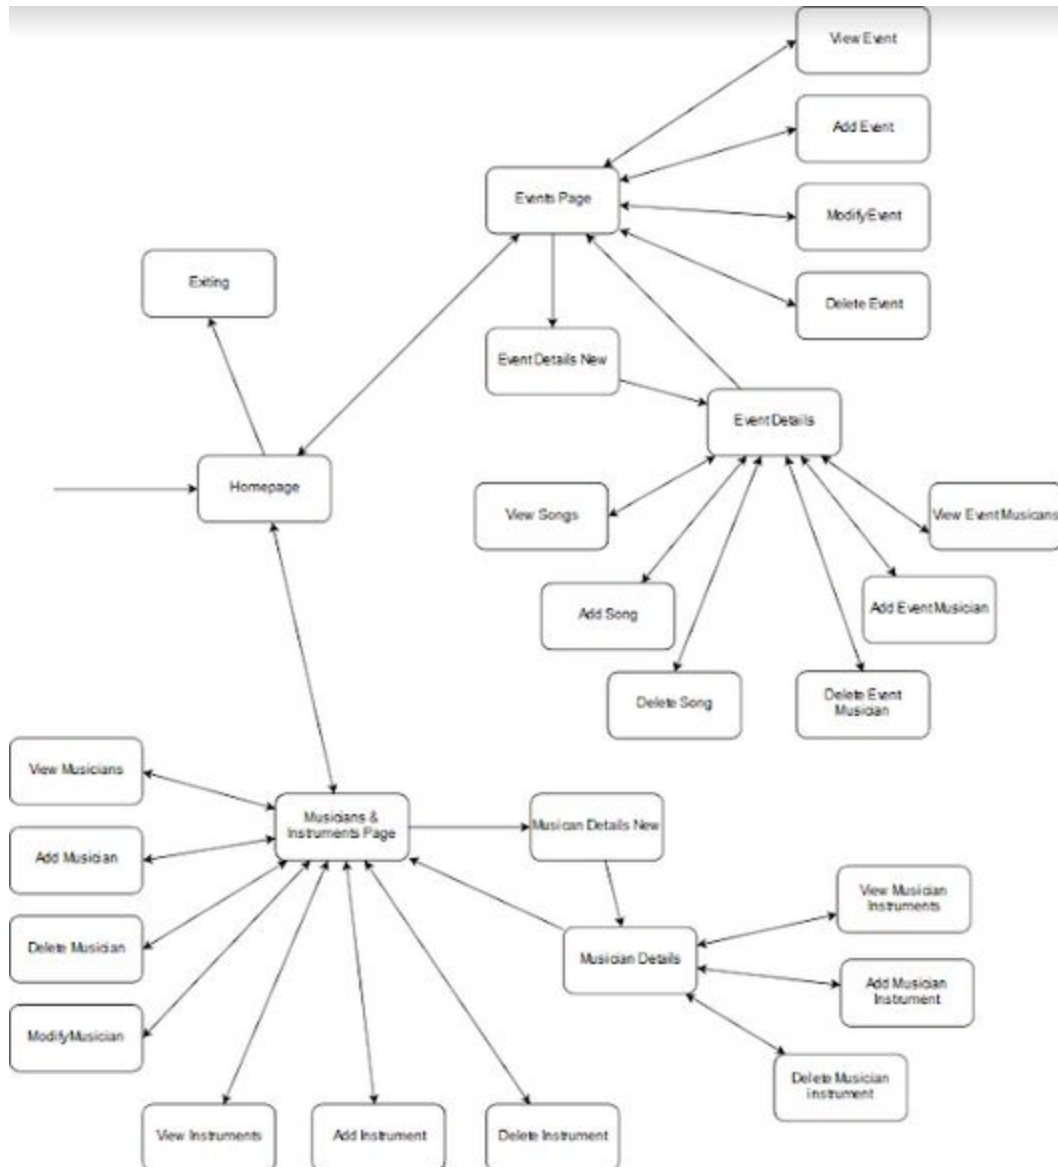 View Event
Add Event
Events Page
Modify Event
Exiting
Delete Event
Event Details New
Event Details
Homepage
View Songs
View Event Musicans
Add Song
Add Event Musician
Delete Song
Delete Event
Musician
View Musicians
Musicians &
Instruments Page
Musican Details New
Add Musician
View Musician
Instruments
Delete Musician
Musician Details
Add Musician
Instrument
Modify Musician
Delete Musician
instrument
View Instruments
Add Instrument
Delete Instrument